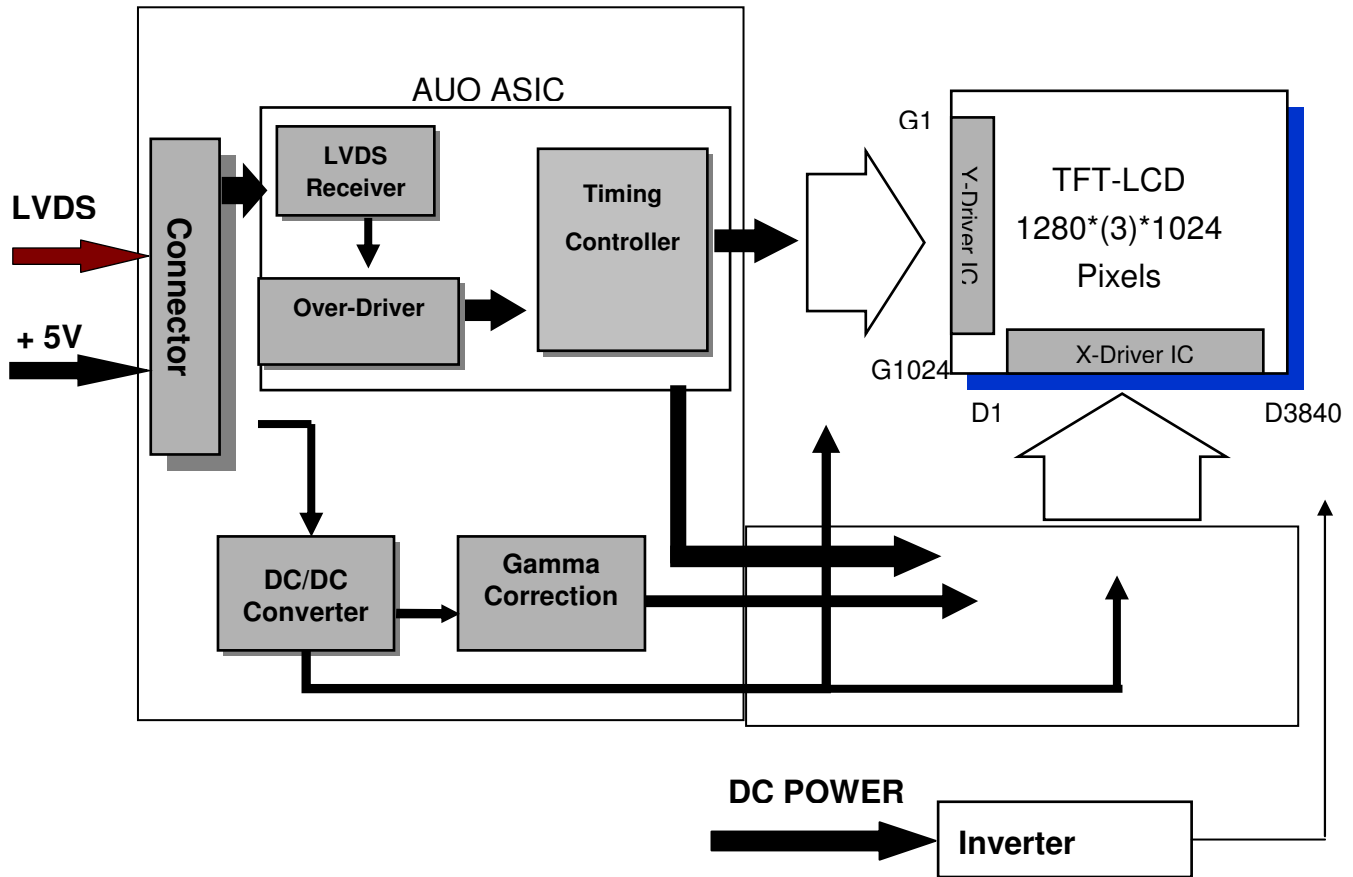 AUO ASIC
LVDS
+ 5V
Connector
LVDS
Receiver
Over-Driver
Timing
Controller
DC/DC
Converter
Gamma
Correction
G1
G1024
Y-Driver IC
TFT-LCD
1280*(3)*1024
Pixels
X-Driver IC
D1
D3840
DC POWER
Inverter